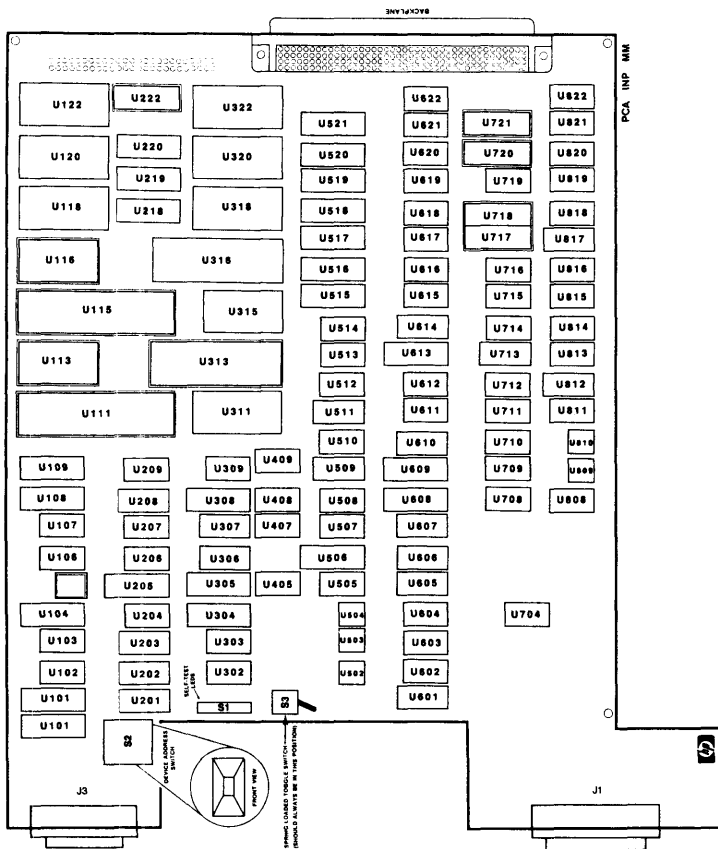 BACKPLANE
PCA INP MM
U122 U222 U322 U622 U822
U521 U621 U721 U821
U120 U220 U320 U520 U620 U720 U820
U219 U519 U619 U719 U819
U118 U218 U318 U518 U618 U718 U818
U517 U617 U717 U817
U116 U316 U516 U616 U716 U816
U115 U315 U515 U615 U715 U815
U514 U614 U714 U814
U113 U313 U513 U613 U713 U813
U512 U612 U712 U812
U111 U311 U511 U611 U711 U811
U510 U610 U710 U810
U109 U209 U309 U409 U509 U609 U709 U809
U108 U208 U308 U408 U508 U608 U708 U808
U107 U207 U307 U407 U507 U607
U106 U206 U306 U506 U606
U205 U305 U405 U505 U605
U104 U204 U304 U504 U604 U704
U103 U203 U303 U503 U603
U102 U202 U302 U502 U602
U101 U201 U601
SELF-TEST
LEDS
S1
S3
U101
S2
DEVICE ADDRESS
SWITCH
FRONT VIEW
SPRING LOADED TOGGLE SWITCH
(SHOULD ALWAYS BE IN THIS POSITION)
hp
J3
J1